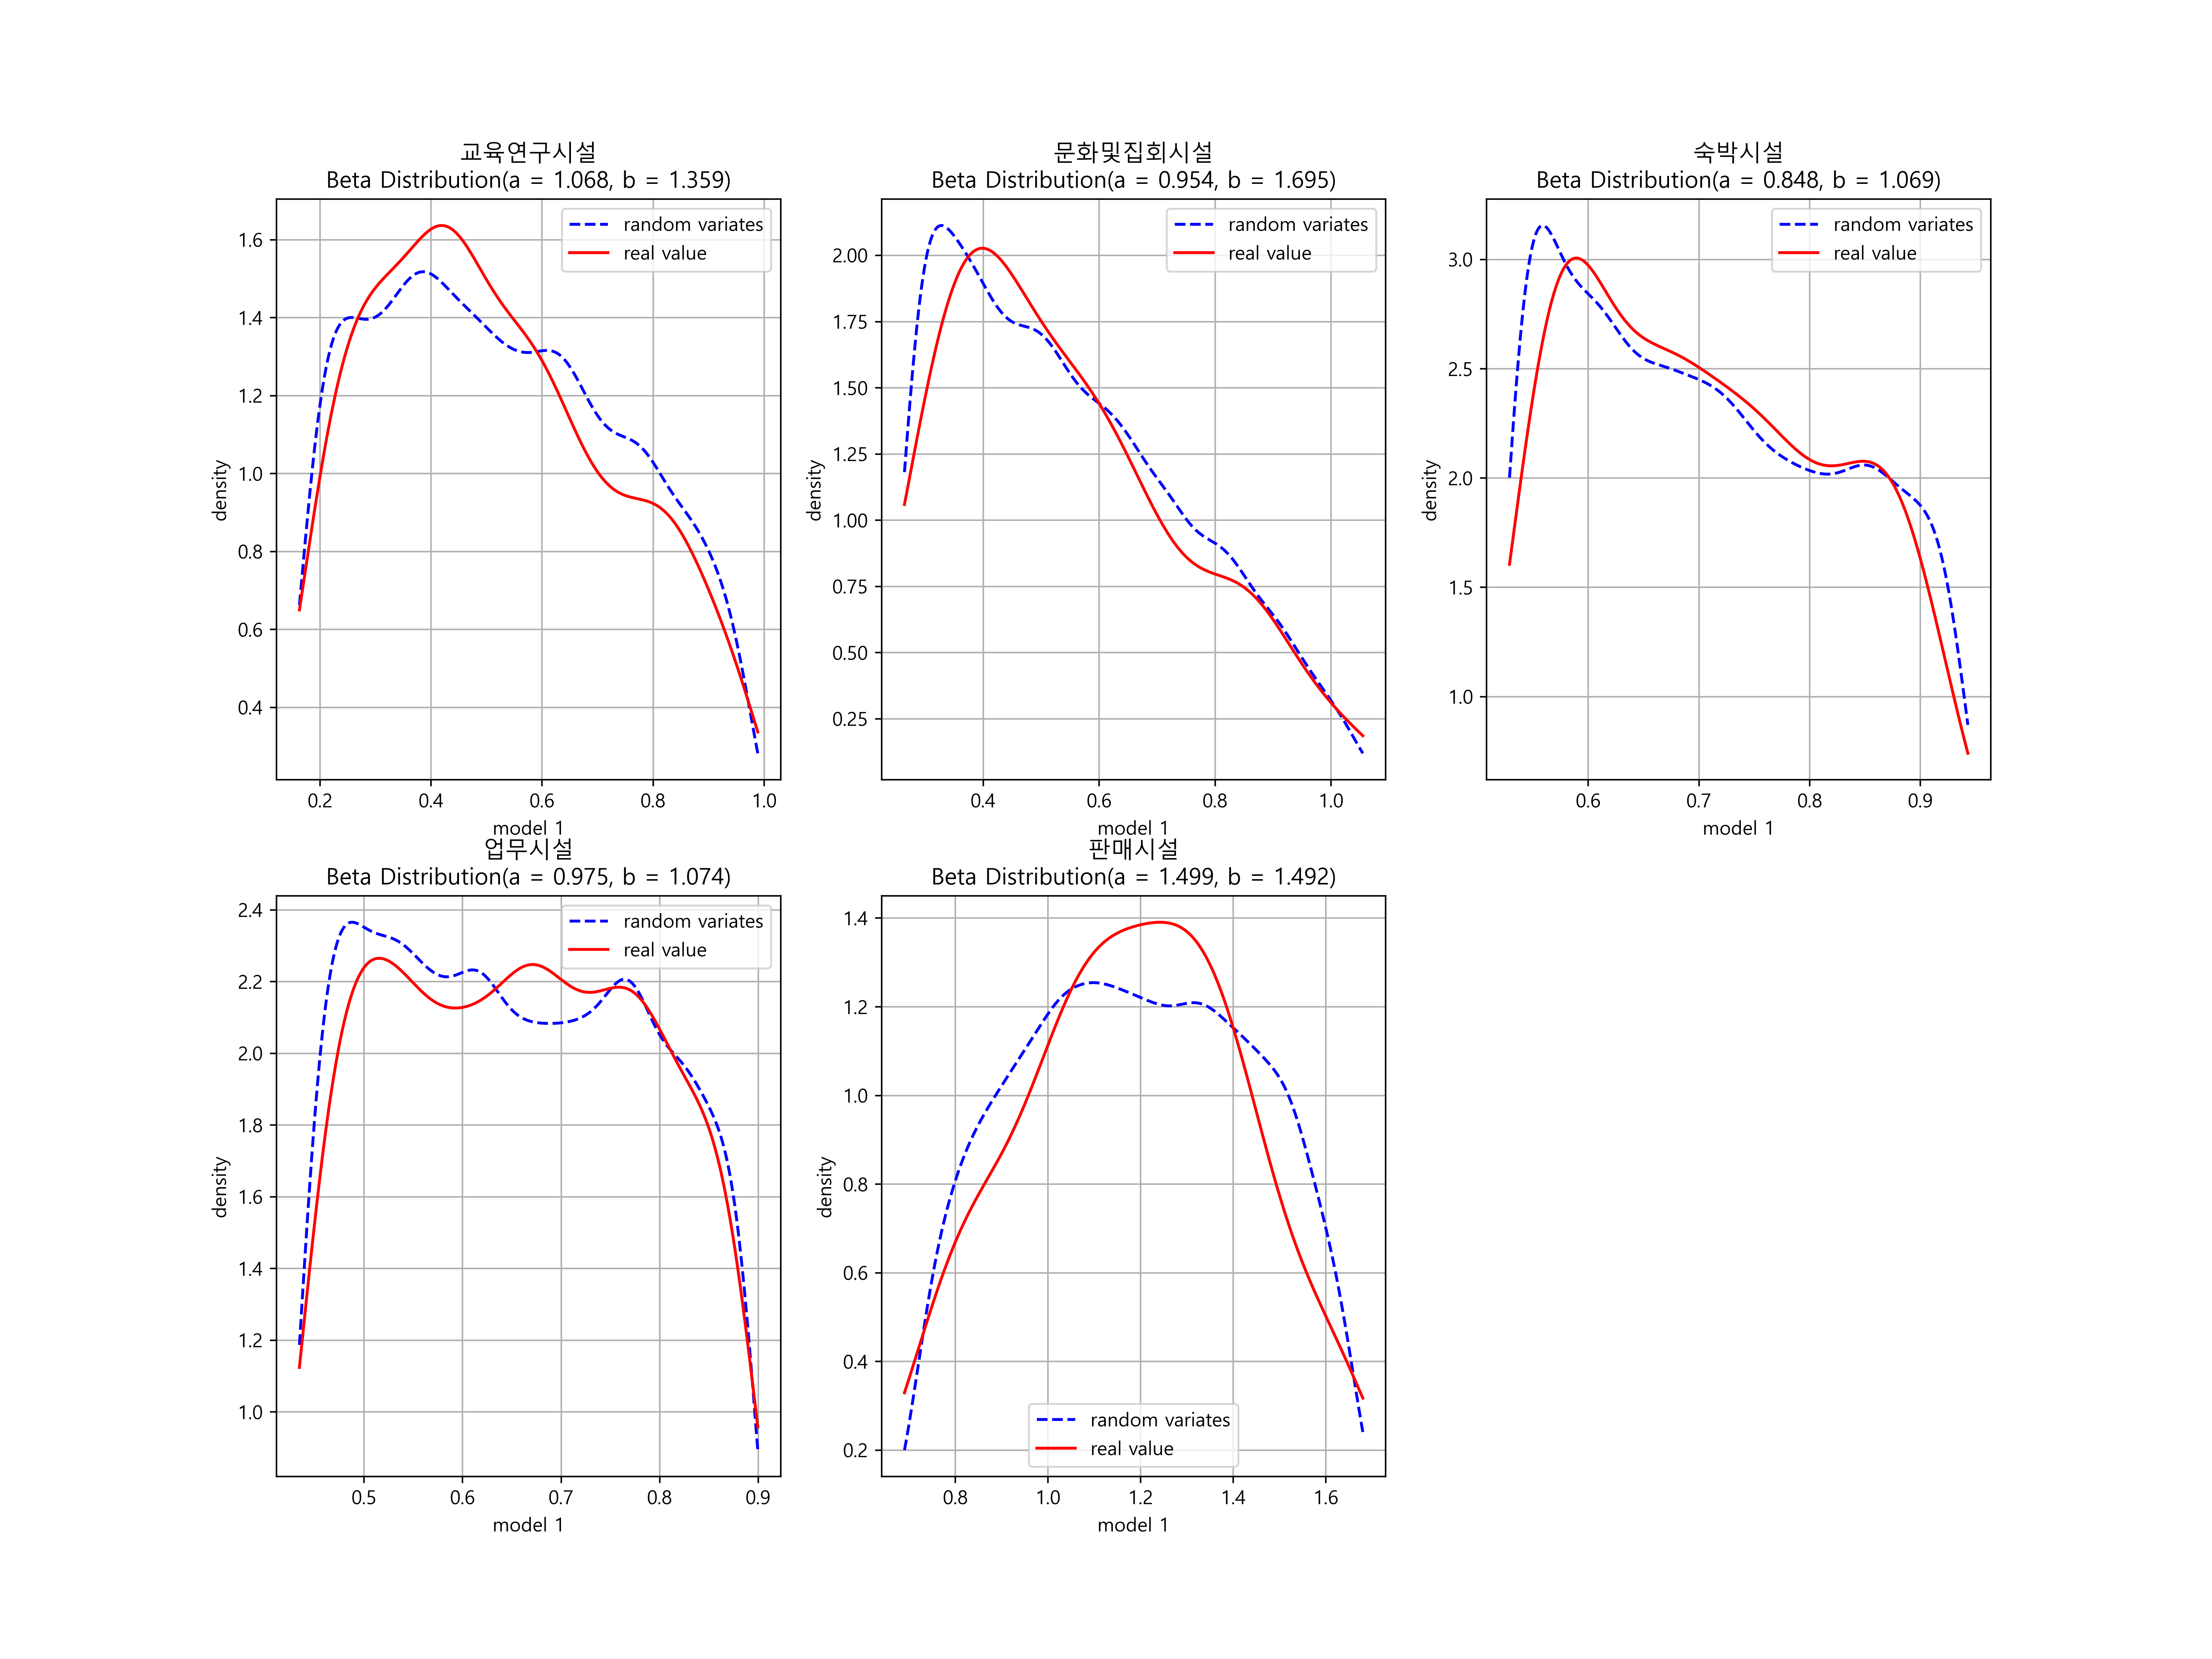 교육연구시설
Beta Distribution(a = 1.068, b = 1.359)
random variates
real value
density
1.6
1.4
1.2
1.0
0.8
0.6
0.4
0.2 0.4 0.6 0.8 1.0
model 1
문화및집회시설
Beta Distribution(a = 0.954, b = 1.695)
random variates
real value
density
2.00
1.75
1.50
1.25
1.00
0.75
0.50
0.25
0.4 0.6 0.8 1.0
model 1
숙박시설
Beta Distribution(a = 0.848, b = 1.069)
random variates
real value
density
3.0
2.5
2.0
1.5
1.0
0.6 0.7 0.8 0.9
model 1
업무시설
Beta Distribution(a = 0.975, b = 1.074)
random variates
real value
density
2.4
2.2
2.0
1.8
1.6
1.4
1.2
1.0
0.5 0.6 0.7 0.8 0.9
model 1
판매시설
Beta Distribution(a = 1.499, b = 1.492)
density
1.4
1.2
1.0
0.8
0.6
0.4
0.2
random variates
real value
0.8 1.0 1.2 1.4 1.6
model 1